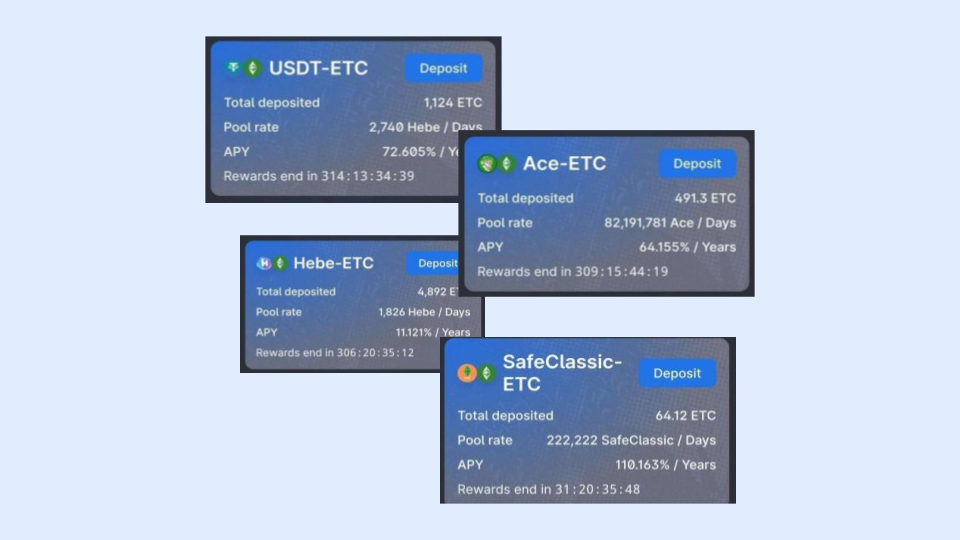 USDT-ETC
Deposit
Total deposited 1,124 ETC
Pool rate 2,740 Hebe / Days
APY 72.605% / Ye
Rewards end in 314:13:34:39
Ace-ETC
Deposit
Total deposited 491.3 ETC
Pool rate 82,191,781 Ace / Days
APY 64.155% / Years
Rewards end in 309:15:44:19
Hebe-ETC
Deposit
Total deposited 4,892 E
Pool rate 1,826 Hebe / Days
APY 11.121% / Years
Rewards end in 306:20:35:12
SafeClassic-
ETC
Deposit
Total deposited 64.12 ETC
Pool rate 222,222 SafeClassic / Days
APY 110.163% / Years
Rewards end in 31:20:35:48